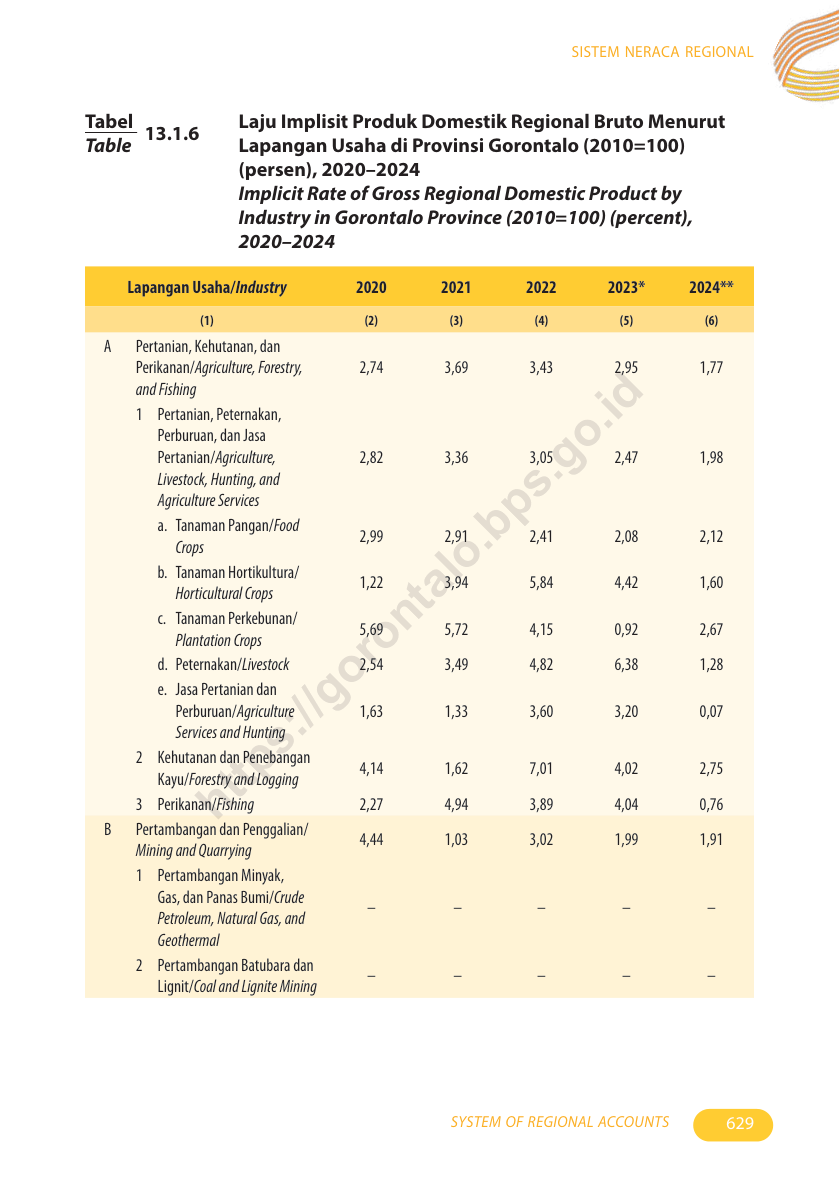 SISTEM NERACA REGIONAL
Tabel
Table
13.1.6
Laju Implisit Produk Domestik Regional Bruto Menurut
Lapangan Usaha di Provinsi Gorontalo (2010=100)
(persen), 2020–2024
Implicit Rate of Gross Regional Domestic Product by
Industry in Gorontalo Province (2010=100) (percent),
2020–2024
Lapangan Usaha/Industry 2020 2021 2022 2023* 2024**
(1) (2) (3) (4) (5) (6)
A Pertanian, Kehutanan, dan
Perikanan/Agriculture, Forestry, 2,74 3,69 3,43 2,95 1,77
and Fishing
1 Pertanian, Peternakan,
Perburuan, dan Jasa
Pertanian/Agriculture, 2,82 3,36 3,05 2,47 1,98
Livestock, Hunting, and
Agriculture Services
a. Tanaman Pangan/Food
Crops
2,99 2,91 2,41 2,08 2,12
b. Tanaman Hortikultura/
Horticultural Crops
1,22 3,94 5,84 4,42 1,60
c. Tanaman Perkebunan/
Plantation Crops
5,69 5,72 4,15 0,92 2,67
d. Peternakan/Livestock 2,54 3,49 4,82 6,38 1,28
e. Jasa Pertanian dan
Perburuan/Agriculture 1,63 1,33 3,60 3,20 0,07
Services and Hunting
2 Kehutanan dan Penebangan
Kayu/Forestry and Logging
4,14 1,62 7,01 4,02 2,75
3 Perikanan/Fishing 2,27 4,94 3,89 4,04 0,76
B Pertambangan dan Penggalian/
Mining and Quarrying
4,44 1,03 3,02 1,99 1,91
1 Pertambangan Minyak,
Gas, dan Panas Bumi/Crude
Petroleum, Natural Gas, and
Geothermal
– – – – –
2 Pertambangan Batubara dan
Lignit/Coal and Lignite Mining
– – – – –
https://gorontalo.bps.go.id
SYSTEM OF REGIONAL ACCOUNTS 629